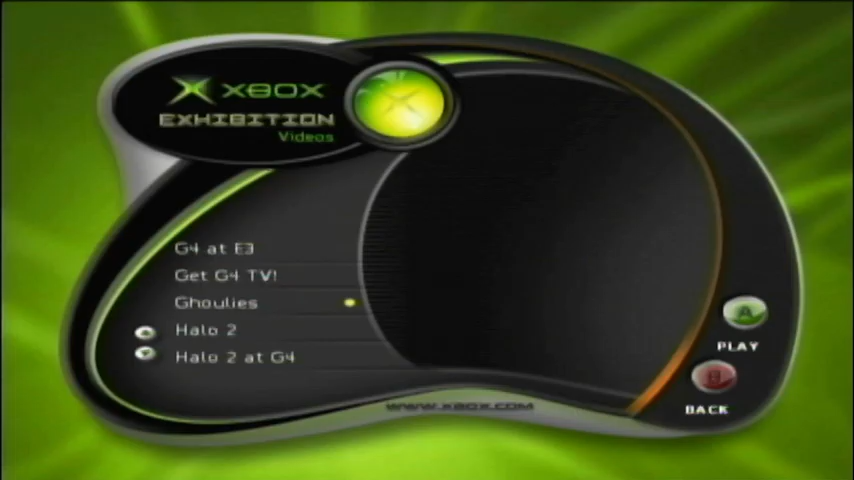 XBOX
EXHIBITION
Videos
G4 at E3
Get G4 TV!
Ghoulies
Halo 2
Halo 2 at G4
A
PLAY
B
BACK
WWW.XBOX.COM